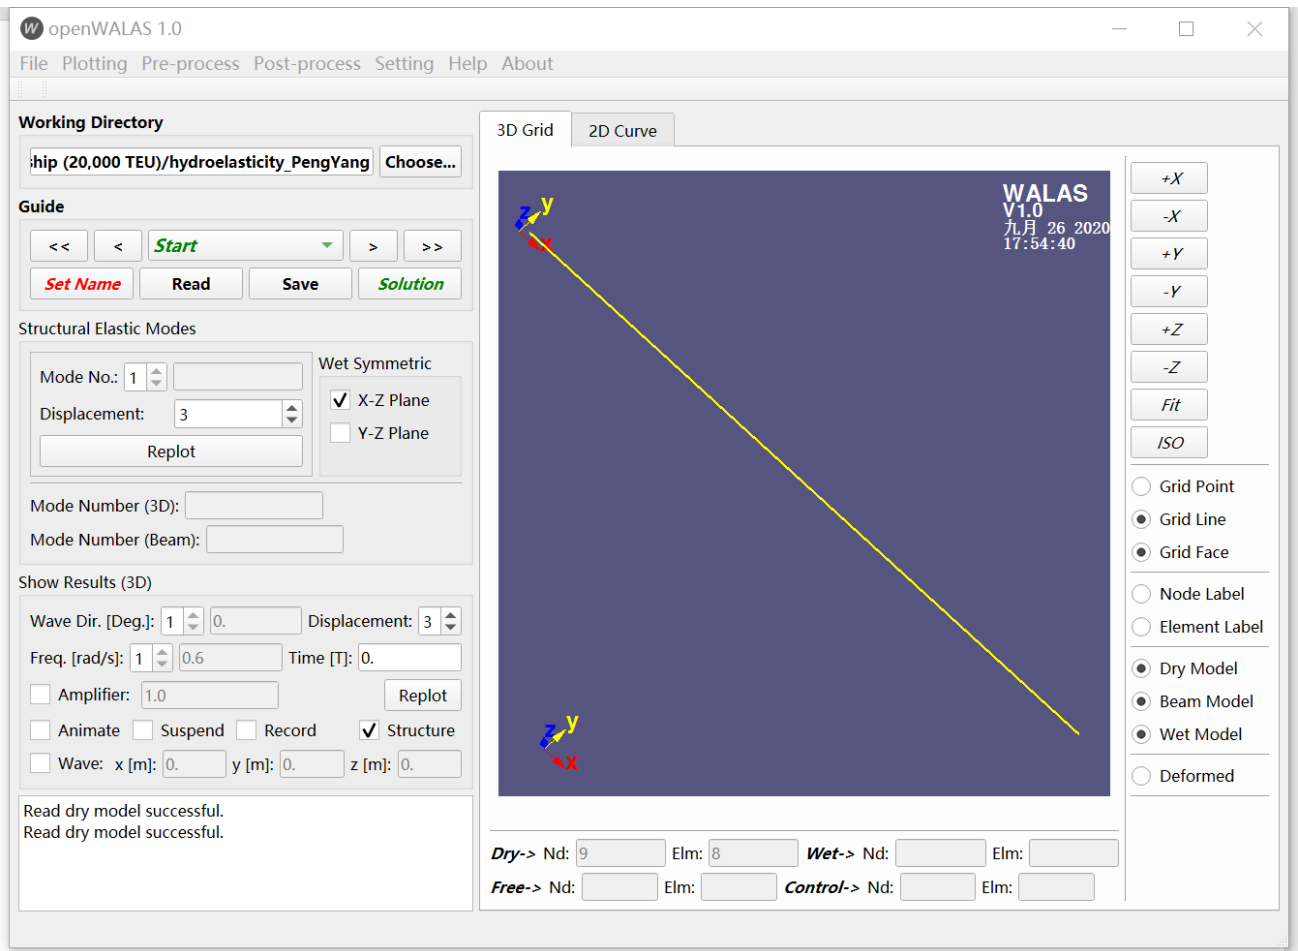 openWALAS 1.0
File Plotting Pre-process Post-process Setting Help About
Working Directory
ship (20,000 TEU)/hydroelasticity_PengYang Choose...
Guide
<< < Start > >>
Set Name Read Save Solution
Structural Elastic Modes
Mode No.: 1
Displacement: 3
Replot
Wet Symmetric
X-Z Plane
Y-Z Plane
Mode Number (3D):
Mode Number (Beam):
Show Results (3D)
Wave Dir. [Deg.]: 1 0. Displacement: 3
Freq. [rad/s]: 1 0.6 Time [T]: 0.
Amplifier: 1.0 Replot
Animate Suspend Record Structure
Wave: x [m]: 0. y [m]: 0. z [m]: 0.
Read dry model successful.
Read dry model successful.
3D Grid 2D Curve
z y x
WALAS
V1.0
九月 26 2020
17:54:40
z y x
+X
-X
+Y
-Y
+Z
-Z
Fit
ISO
Grid Point
Grid Line
Grid Face
Node Label
Element Label
Dry Model
Beam Model
Wet Model
Deformed
Dry-> Nd: 9 Elm: 8 Wet-> Nd: Elm:
Free-> Nd: Elm: Control-> Nd: Elm: